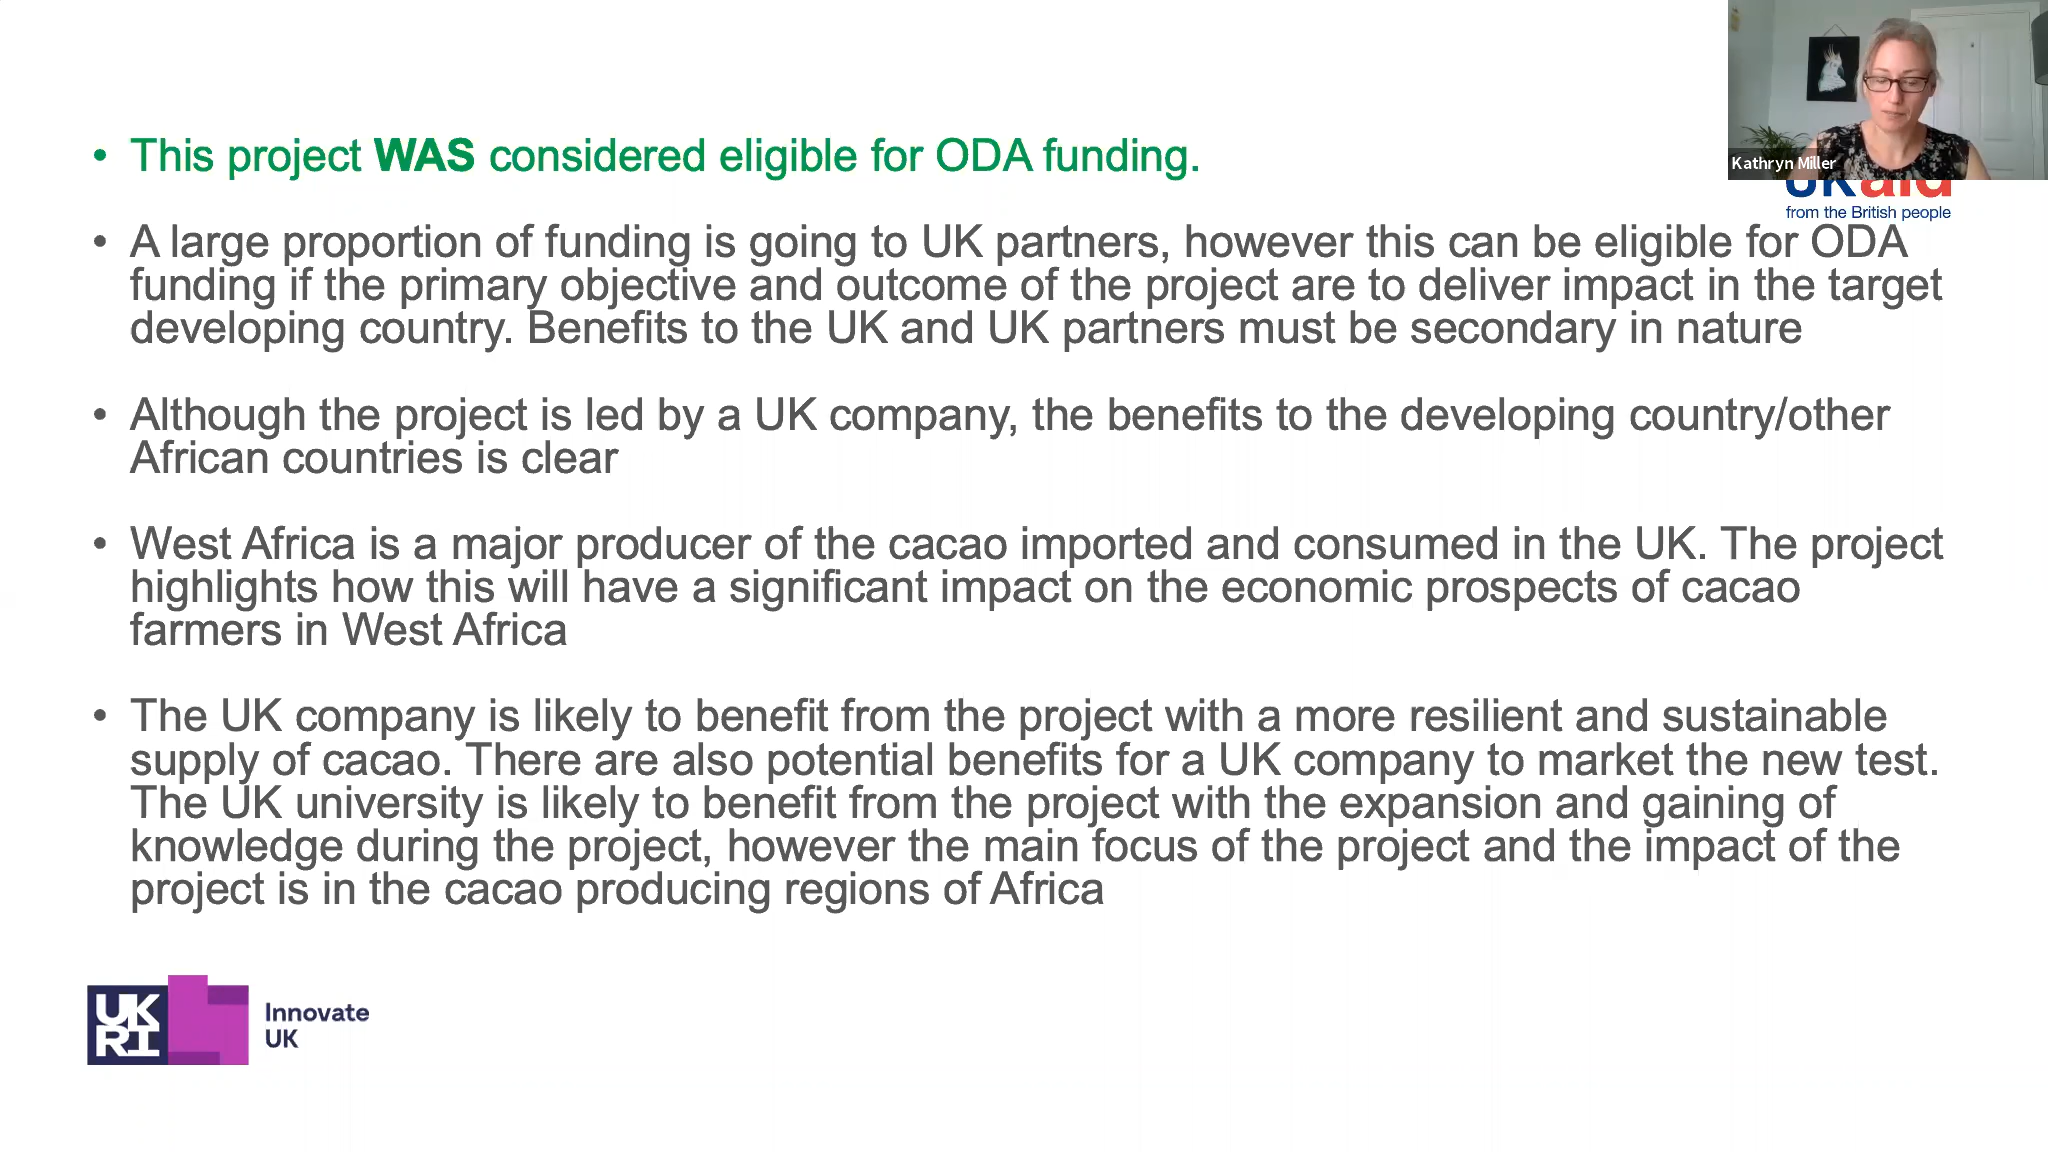 Kathryn Miller
ukaid
from the British people
• This project WAS considered eligible for ODA funding.
• A large proportion of funding is going to UK partners, however this can be eligible for ODA
funding if the primary objective and outcome of the project are to deliver impact in the target
developing country. Benefits to the UK and UK partners must be secondary in nature
• Although the project is led by a UK company, the benefits to the developing country/other
African countries is clear
• West Africa is a major producer of the cacao imported and consumed in the UK. The project
highlights how this will have a significant impact on the economic prospects of cacao
farmers in West Africa
• The UK company is likely to benefit from the project with a more resilient and sustainable
supply of cacao. There are also potential benefits for a UK company to market the new test.
The UK university is likely to benefit from the project with the expansion and gaining of
knowledge during the project, however the main focus of the project and the impact of the
project is in the cacao producing regions of Africa
UK
RI
Innovate
UK